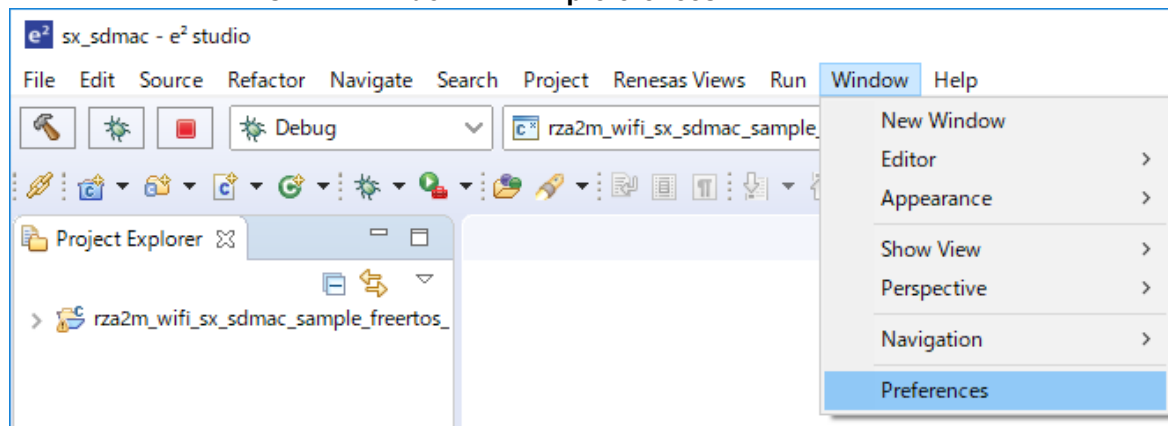 e² sx_sdmac - e² studio
File Edit Source Refactor Navigate Search Project Renesas Views Run Window Help
Debug rza2m_wifi_sx_sdmac_sample_
New Window
Editor
Appearance
Project Explorer
Show View
Perspective
rza2m_wifi_sx_sdmac_sample_freertos_
Navigation
Preferences